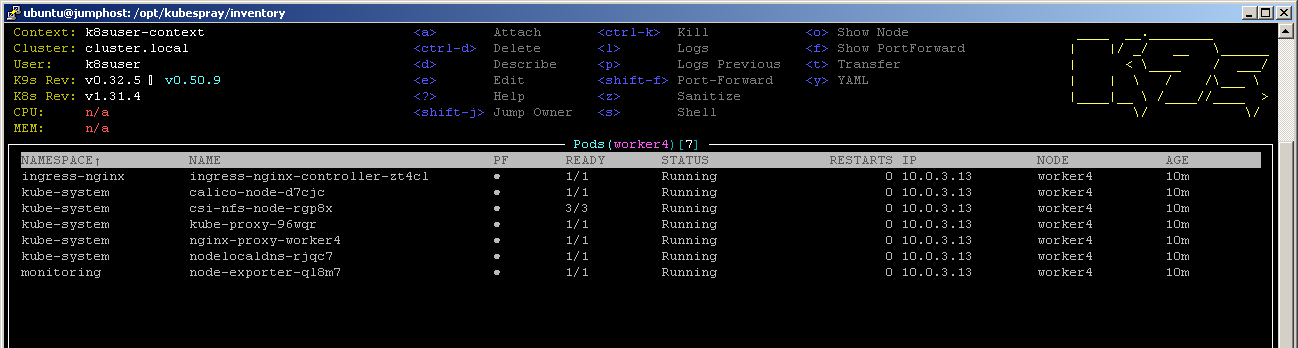 ubuntu@jumphost: /opt/kubespray/inventory
Context: k8suser-context <a> Attach <ctrl-k> Kill <o> Show Node
Cluster: cluster.local <ctrl-d> Delete <l> Logs <f> Show PortForward
User: k8suser <d> Describe <p> Logs Previous <t> Transfer
K9s Rev: v0.32.5 v0.50.9 <e> Edit <shift-f> Port-Forward <y> YAML
K8s Rev: v1.31.4 <?> Help <z> Sanitize
CPU: n/a <shift-j> Jump Owner <s> Shell
MEM: n/a
K9s
Pods(worker4)[7]
NAMESPACE↑ NAME PF READY STATUS RESTARTS IP NODE AGE
ingress-nginx ingress-nginx-controller-zt4cl ● 1/1 Running 0 10.0.3.13 worker4 10m
kube-system calico-node-d7cjc ● 1/1 Running 0 10.0.3.13 worker4 10m
kube-system csi-nfs-node-rgp8x ● 3/3 Running 0 10.0.3.13 worker4 10m
kube-system kube-proxy-96wqr ● 1/1 Running 0 10.0.3.13 worker4 10m
kube-system nginx-proxy-worker4 ● 1/1 Running 0 10.0.3.13 worker4 10m
kube-system nodelocaldns-rjqc7 ● 1/1 Running 0 10.0.3.13 worker4 10m
monitoring node-exporter-ql8m7 ● 1/1 Running 0 10.0.3.13 worker4 10m